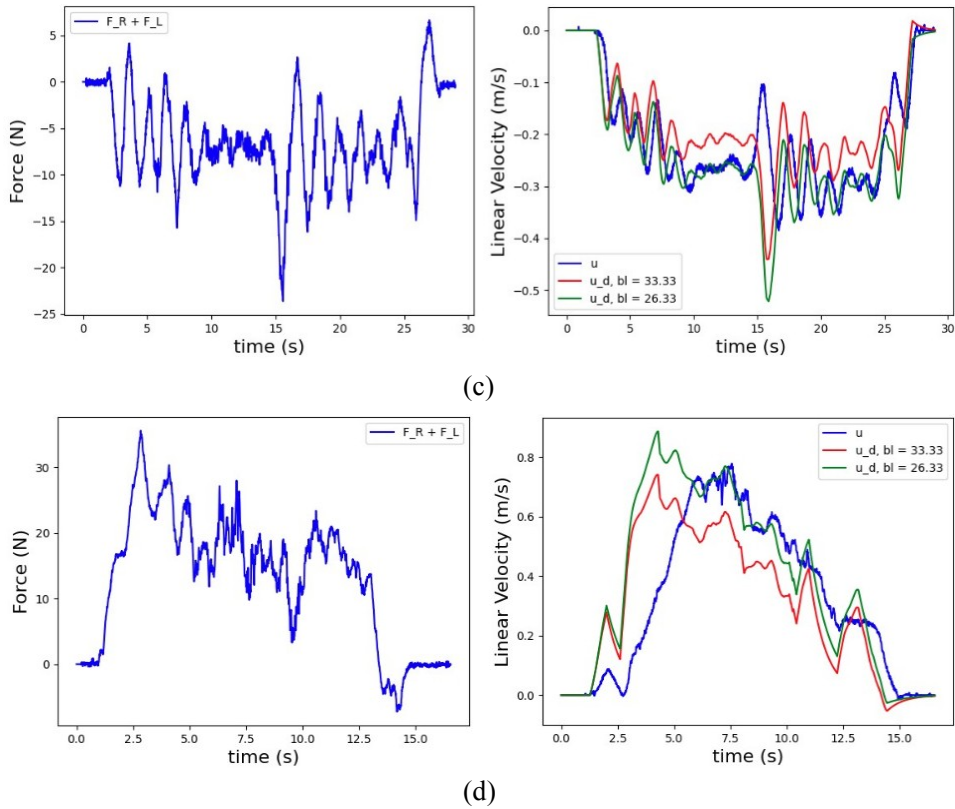 F_R + F_L
5
0
−5
−10
−15
−20
−25
Force (N)
0 5 10 15 20 25 30
time (s)
0.0
−0.1
−0.2
−0.3
−0.4
−0.5
Linear Velocity (m/s)
u
u_d, bl = 33.33
u_d, bl = 26.33
0 5 10 15 20 25 30
time (s)
(c)
F_R + F_L
30
20
10
0
Force (N)
0.0 2.5 5.0 7.5 10.0 12.5 15.0
time (s)
u
u_d, bl = 33.33
u_d, bl = 26.33
0.8
0.6
0.4
0.2
0.0
Linear Velocity (m/s)
0.0 2.5 5.0 7.5 10.0 12.5 15.0
time (s)
(d)